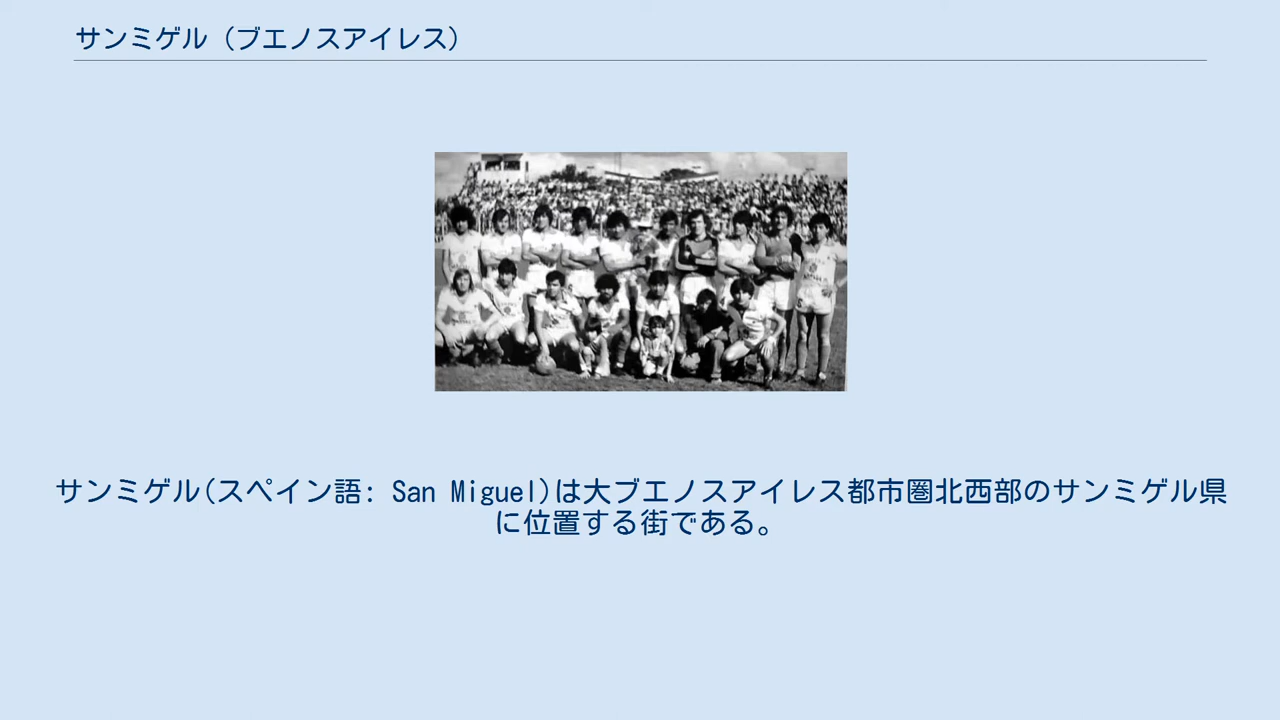 サンミゲル（ブエノスアイレス）
サンミゲル(スペイン語: San Miguel)は大ブエノスアイレス都市圏北西部のサンミゲル県
に位置する街である。